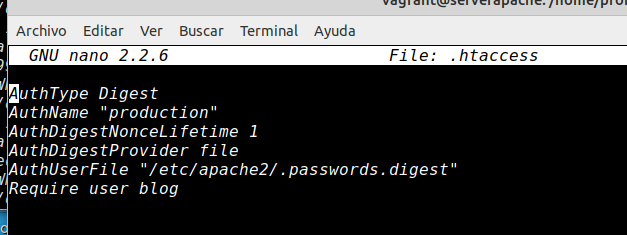 vagrant@serverapache: /home/pro
Archivo Editar Ver Buscar Terminal Ayuda
GNU nano 2.2.6 File: .htaccess
AuthType Digest
AuthName "production"
AuthDigestNonceLifetime 1
AuthDigestProvider file
AuthUserFile "/etc/apache2/.passwords.digest"
Require user blog